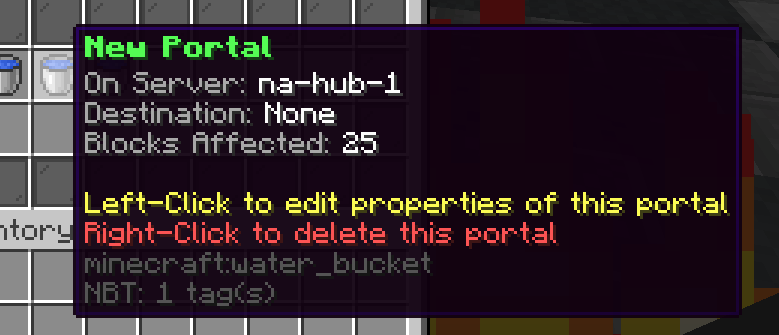 New Portal
On Server: na-hub-1
Destination: None
Blocks Affected: 25
Left-Click to edit properties of this portal
ntory
Right-Click to delete this portal
minecraft:water_bucket
NBT: 1 tag(s)